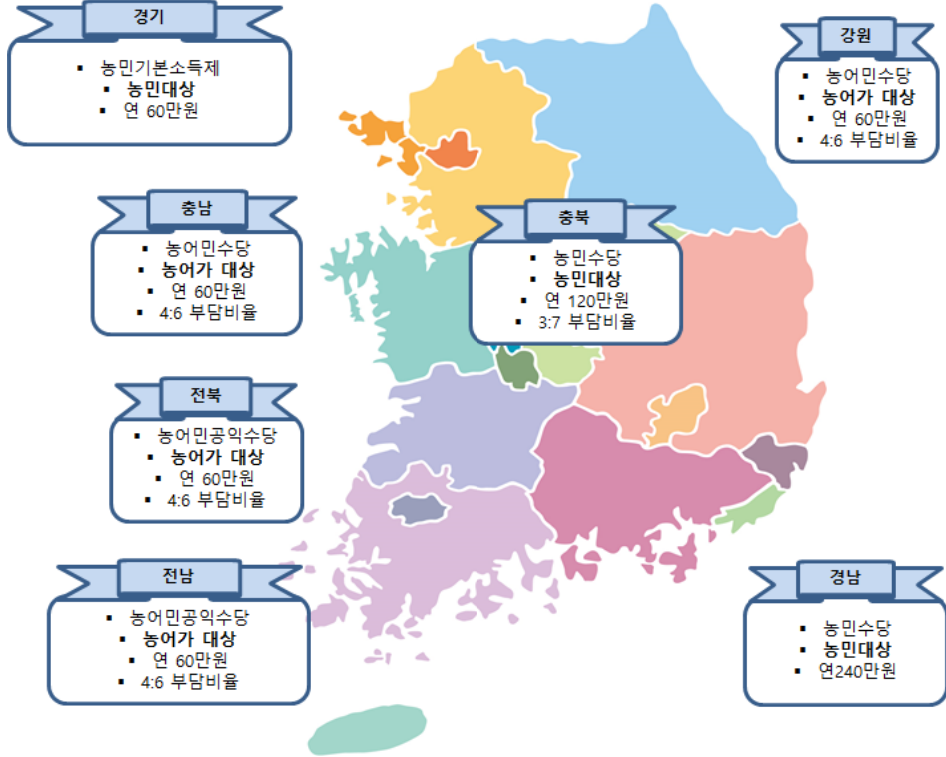 경기
▪ 농민기본소득제
▪ 농민대상
▪ 연 60만원
강원
▪ 농어민수당
▪ 농어가 대상
▪ 연 60만원
▪ 4:6 부담비율
충남
▪ 농어민수당
▪ 농어가 대상
▪ 연 60만원
▪ 4:6 부담비율
충북
▪ 농민수당
▪ 농민대상
▪ 연 120만원
▪ 3:7 부담비율
전북
▪ 농어민공익수당
▪ 농어가 대상
▪ 연 60만원
▪ 4:6 부담비율
전남
▪ 농어민공익수당
▪ 농어가 대상
▪ 연 60만원
▪ 4:6 부담비율
경남
▪ 농민수당
▪ 농민대상
▪ 연240만원